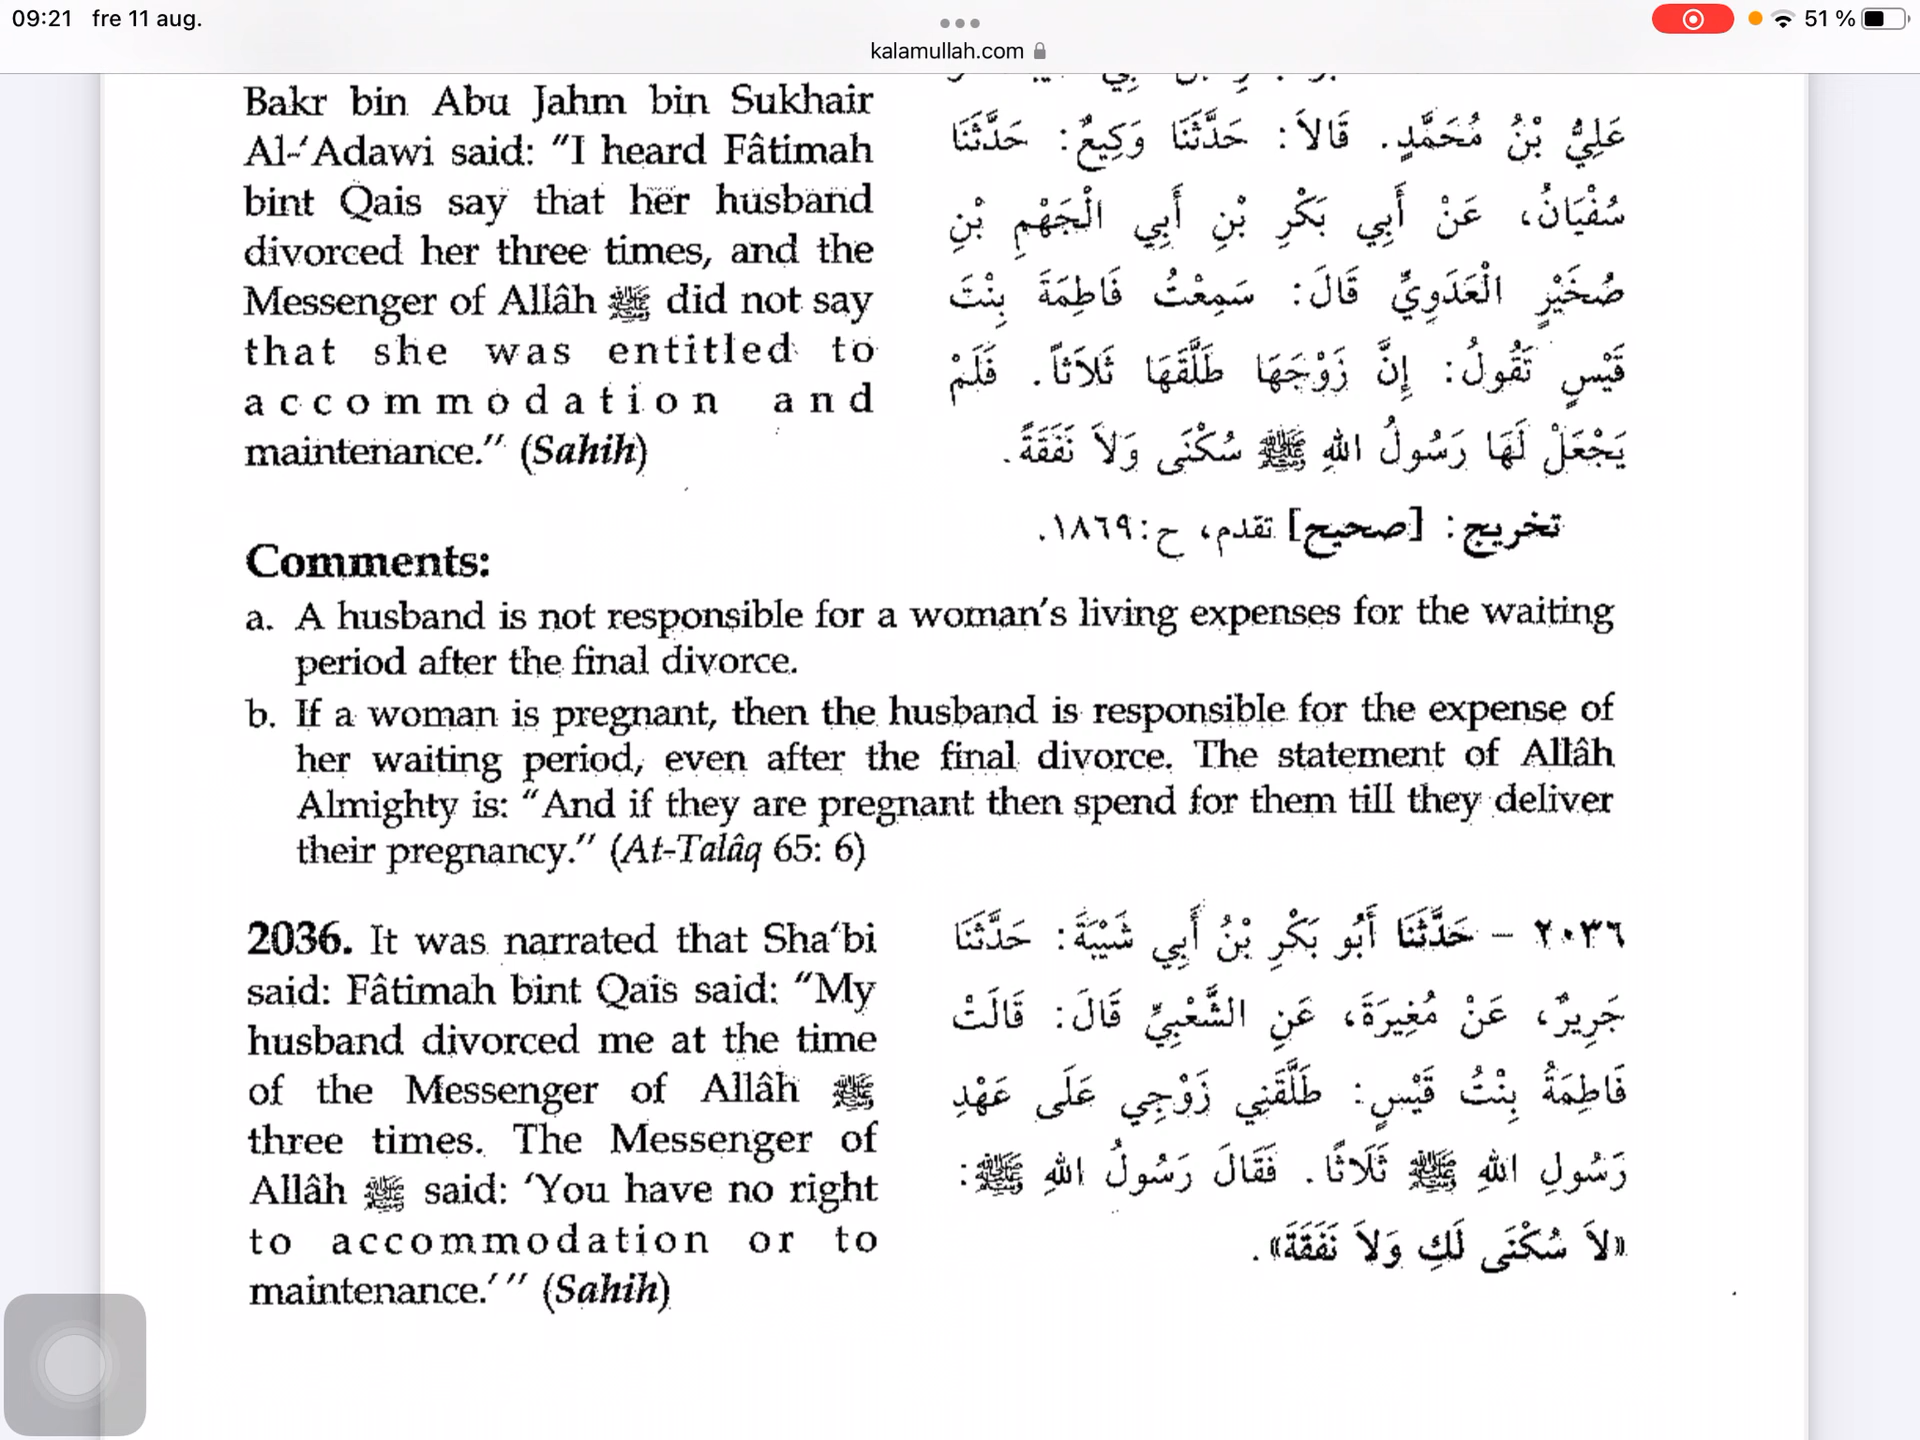 09:21 fre 11 aug.
51 %
kalamullah.com
Bakr bin Abu Jahm bin Sukhair
Al-‘Adawi said: “I heard Fâtimah
bint Qais say that her husband
divorced her three times, and the
Messenger of Allâh ﷺ did not say
that she was entitled to
accommodation and
maintenance.” (Sahih)
عَلِيُّ بْنُ مُحَمَّدٍ. قَالاَ: حَدَّثَنَا وَكِيعٌ: حَدَّثَنَا
سُفْيَانُ، عَنْ أَبِي بَكْرِ بْنِ أَبِي الْجَهْمِ بْنِ
صُخَيْرٍ الْعَدَوِيِّ قَالَ: سَمِعْتُ فَاطِمَةَ بِنْتَ
قَيْسٍ تَقُولُ: إِنَّ زَوْجَهَا طَلَّقَهَا ثَلاَثاً. فَلَمْ
يَجْعَلْ لَهَا رَسُولُ اللهِ ﷺ سُكْنَى وَلاَ نَفَقَةً.
تخريج: [صحيح] تقدم، ح:١٨٦٩.
Comments:
a. A husband is not responsible for a woman’s living expenses for the waiting
period after the final divorce.
b. If a woman is pregnant, then the husband is responsible for the expense of
her waiting period, even after the final divorce. The statement of Allâh
Almighty is: “And if they are pregnant then spend for them till they deliver
their pregnancy.” (At-Talâq 65: 6)
2036. It was narrated that Sha‘bi
said: Fâtimah bint Qais said: “My
husband divorced me at the time
of the Messenger of Allâh ﷺ
three times. The Messenger of
Allâh ﷺ said: ‘You have no right
to accommodation or to
maintenance.’” (Sahih)
٢٠٣٦ – حَدَّثَنَا أَبُو بَكْرِ بْنُ أَبِي شَيْبَةَ: حَدَّثَنَا
جَرِيرٌ، عَنْ مُغِيرَةَ، عَنِ الشَّعْبِيِّ قَالَ: قَالَتْ
فَاطِمَةُ بِنْتُ قَيْسٍ: طَلَّقَنِي زَوْجِي عَلَى عَهْدِ
رَسُولِ اللهِ ﷺ ثَلَاثًا. فَقَالَ رَسُولُ اللهِ ﷺ:
«لاَ سُكْنَى لَكِ وَلاَ نَفَقَةَ».